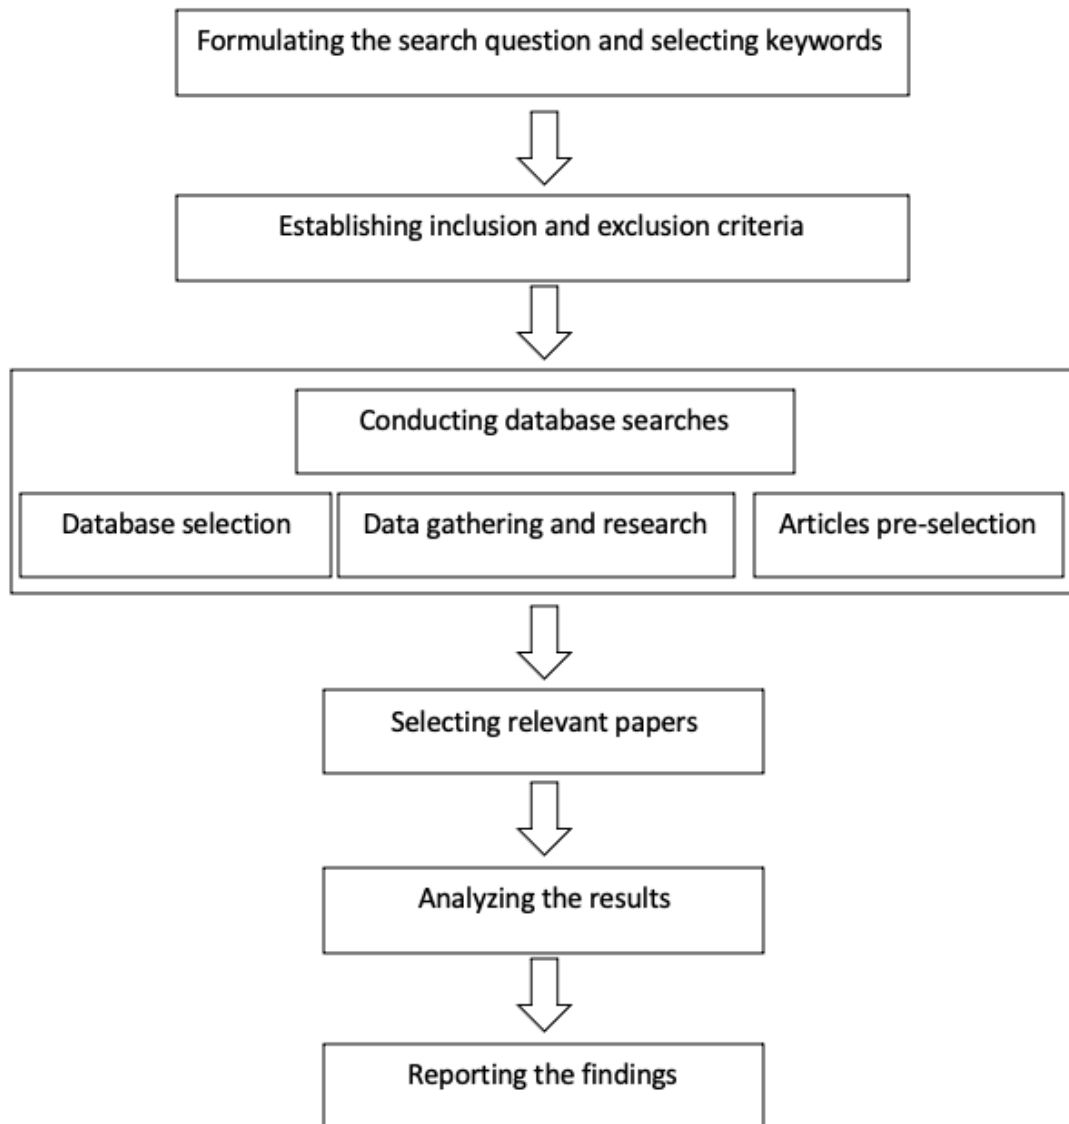 Formulating the search question and selecting keywords
Establishing inclusion and exclusion criteria
Conducting database searches
Database selection
Data gathering and research
Articles pre-selection
Selecting relevant papers
Analyzing the results
Reporting the findings